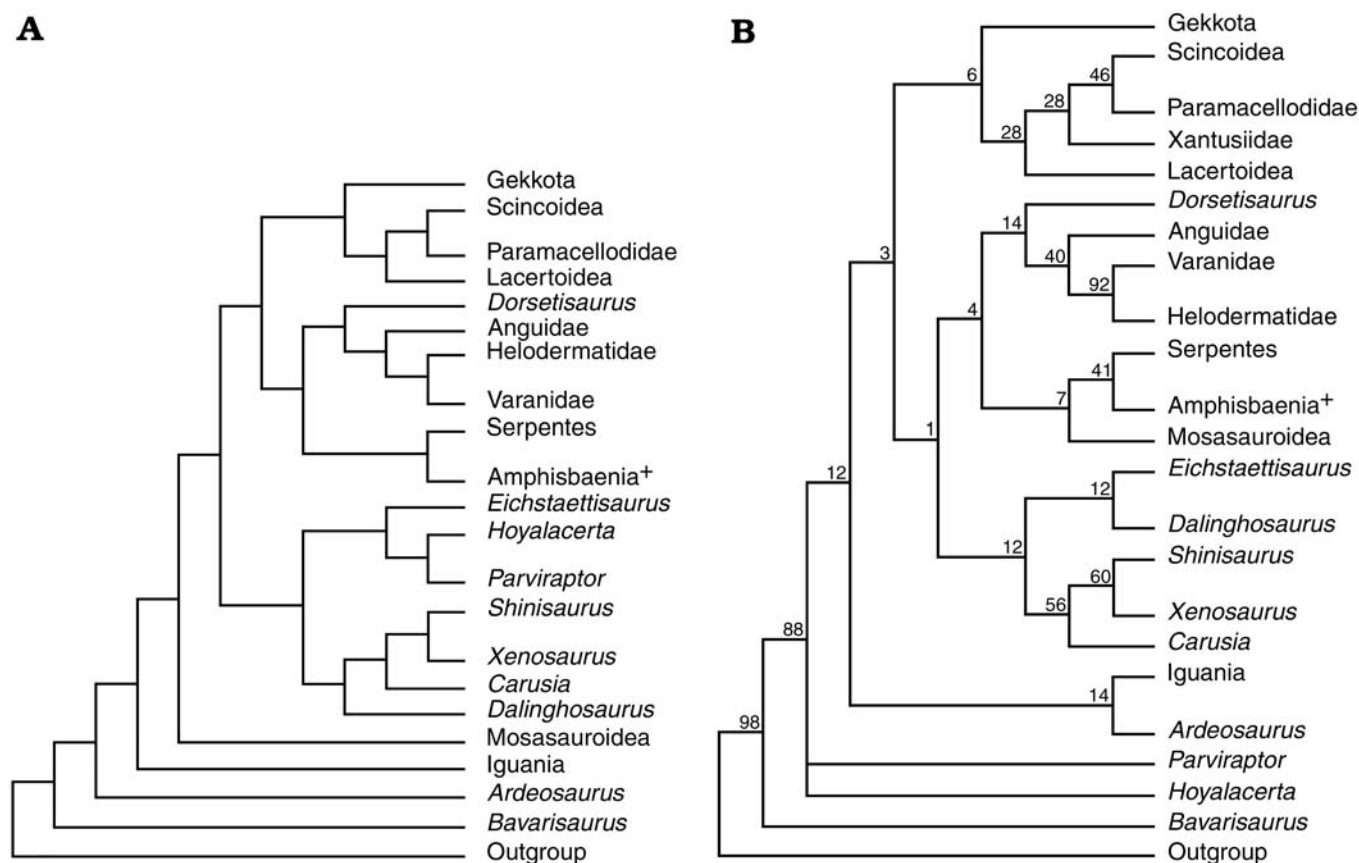 A
Gekkota
Scincoidea
Paramacellodidae
Lacertoidea
Dorsetisaurus
Anguidae
Helodermatidae
Varanidae
Serpentes
Amphisbaenia+
Eichstaettisaurus
Hoyalacerta
Parviraptor
Shinisaurus
Xenosaurus
Carusia
Dalinghosaurus
Mosasauroidea
Iguania
Ardeosaurus
Bavarisaurus
Outgroup
B
Gekkota
6
46
Scincoidea
28
Paramacellodidae
28
Xantusiidae
Lacertoidea
Dorsetisaurus
14
Anguidae
40
Varanidae
3
92
4
Helodermatidae
Serpentes
41
7
Amphisbaenia+
1
Mosasauroidea
12
Eichstaettisaurus
12
Dalinghosaurus
12
Shinisaurus
60
56
Xenosaurus
88
Carusia
Iguania
14
98
Ardeosaurus
Parviraptor
Hoyalacerta
Bavarisaurus
Outgroup